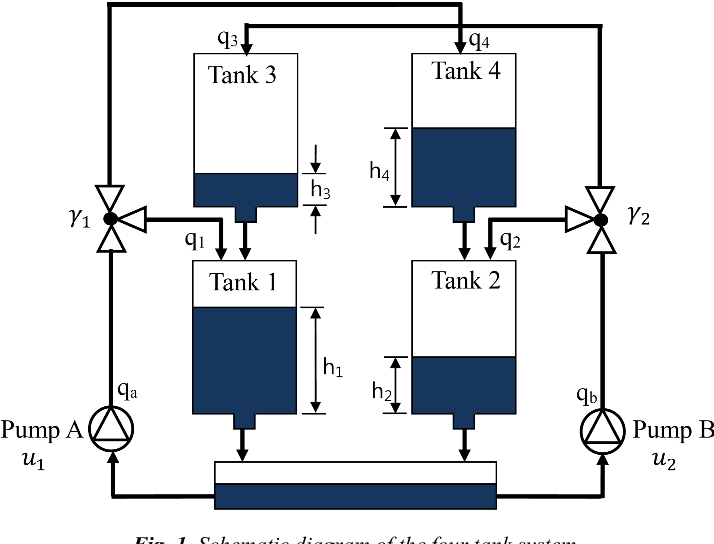 q3
q4
Tank 3
Tank 4
h3
h4
γ1
γ2
q1
q2
Tank 1
Tank 2
h1
h2
qa
qb
Pump A
u1
Pump B
u2
Fig. 1. Schematic diagram of the four tank system